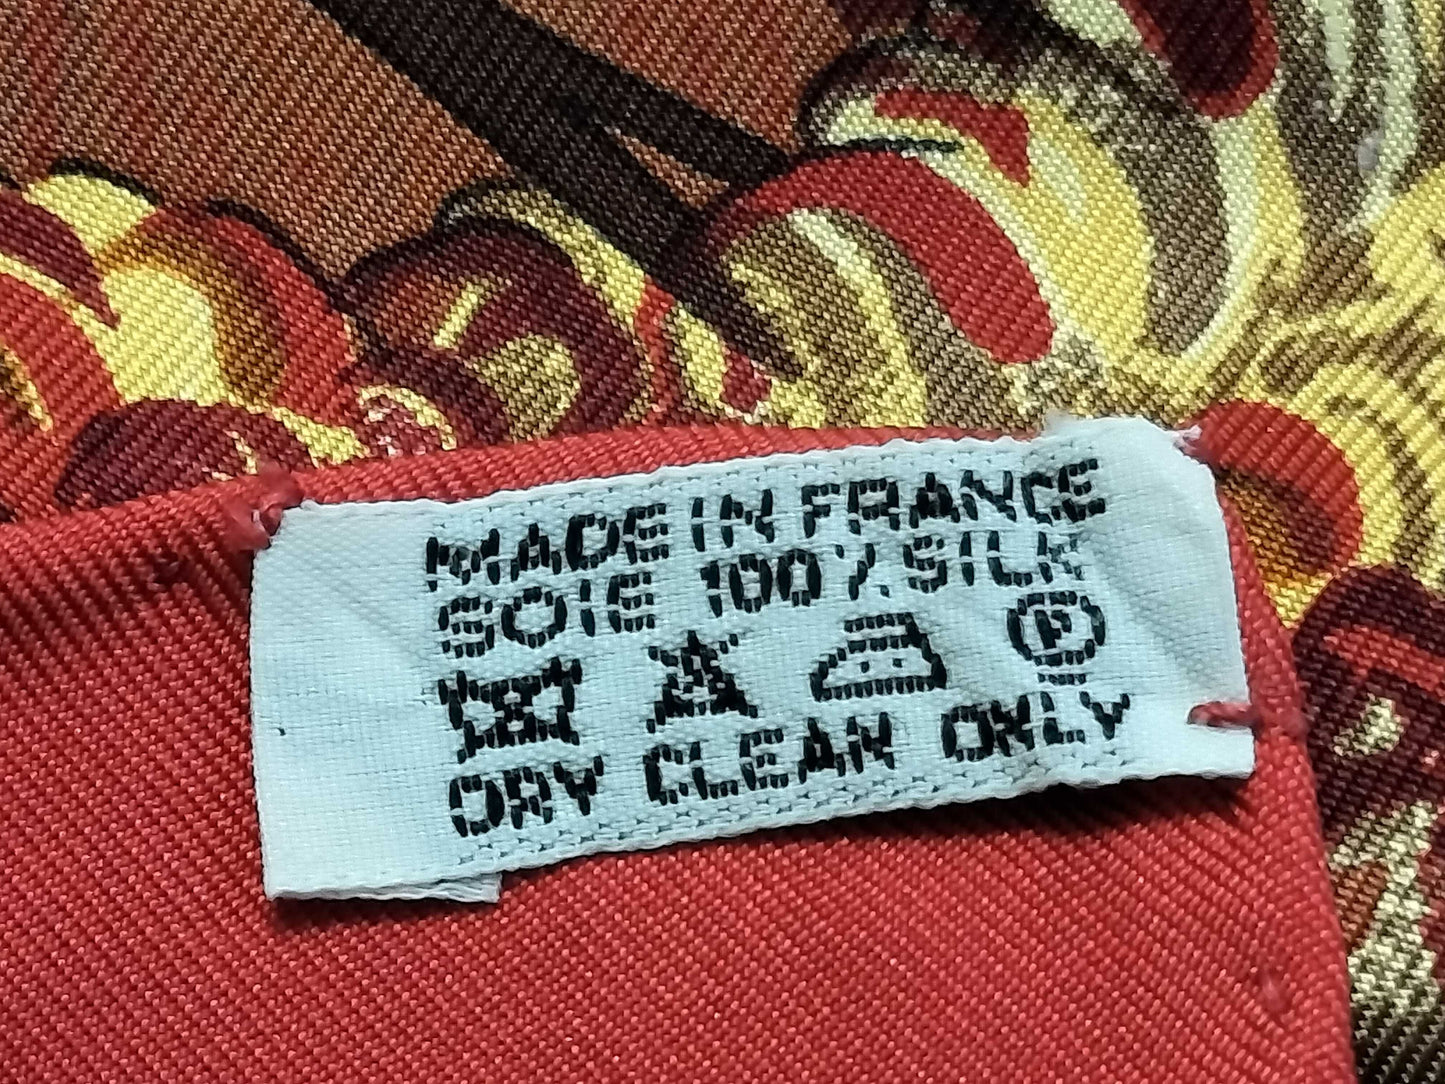 MADE IN FRANCE
SOIE 100% SILK
P
DRY CLEAN ONLY